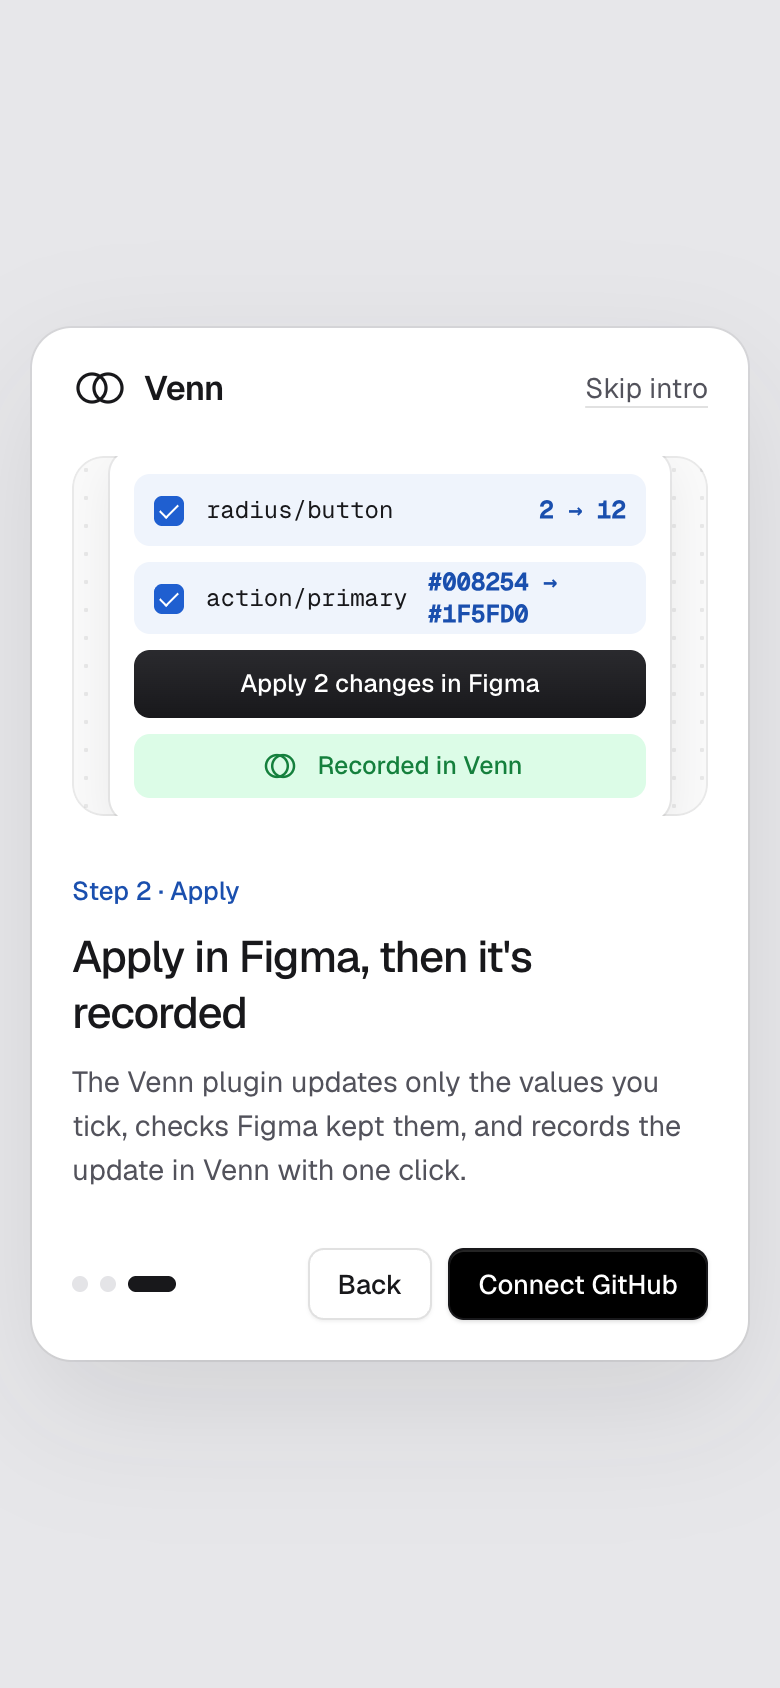 Venn
Skip intro
radius/button 2 → 12
action/primary #008254 →
#1F5FD0
Apply 2 changes in Figma
Recorded in Venn
Step 2 · Apply
Apply in Figma, then it's
recorded
The Venn plugin updates only the values you
tick, checks Figma kept them, and records the
update in Venn with one click.
Back
Connect GitHub